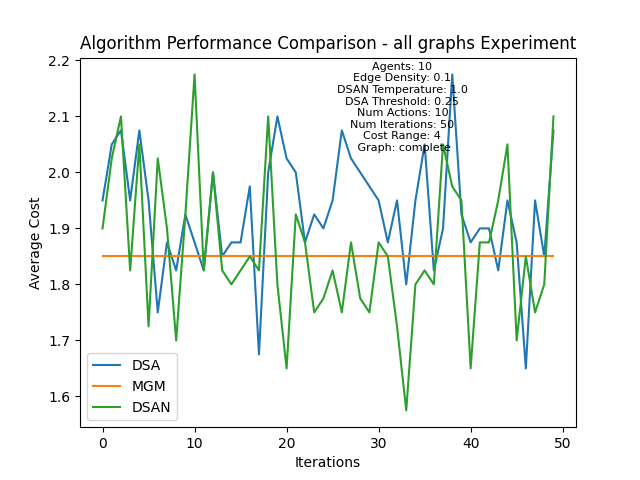 Algorithm Performance Comparison - all graphs Experiment
Agents: 10
Edge Density: 0.1
DSAN Temperature: 1.0
DSA Threshold: 0.25
Num Actions: 10
Num Iterations: 50
Cost Range: 4
Graph: complete
Average Cost
2.2
2.1
2.0
1.9
1.8
1.7
1.6
DSA
MGM
DSAN
0 10 20 30 40 50
Iterations